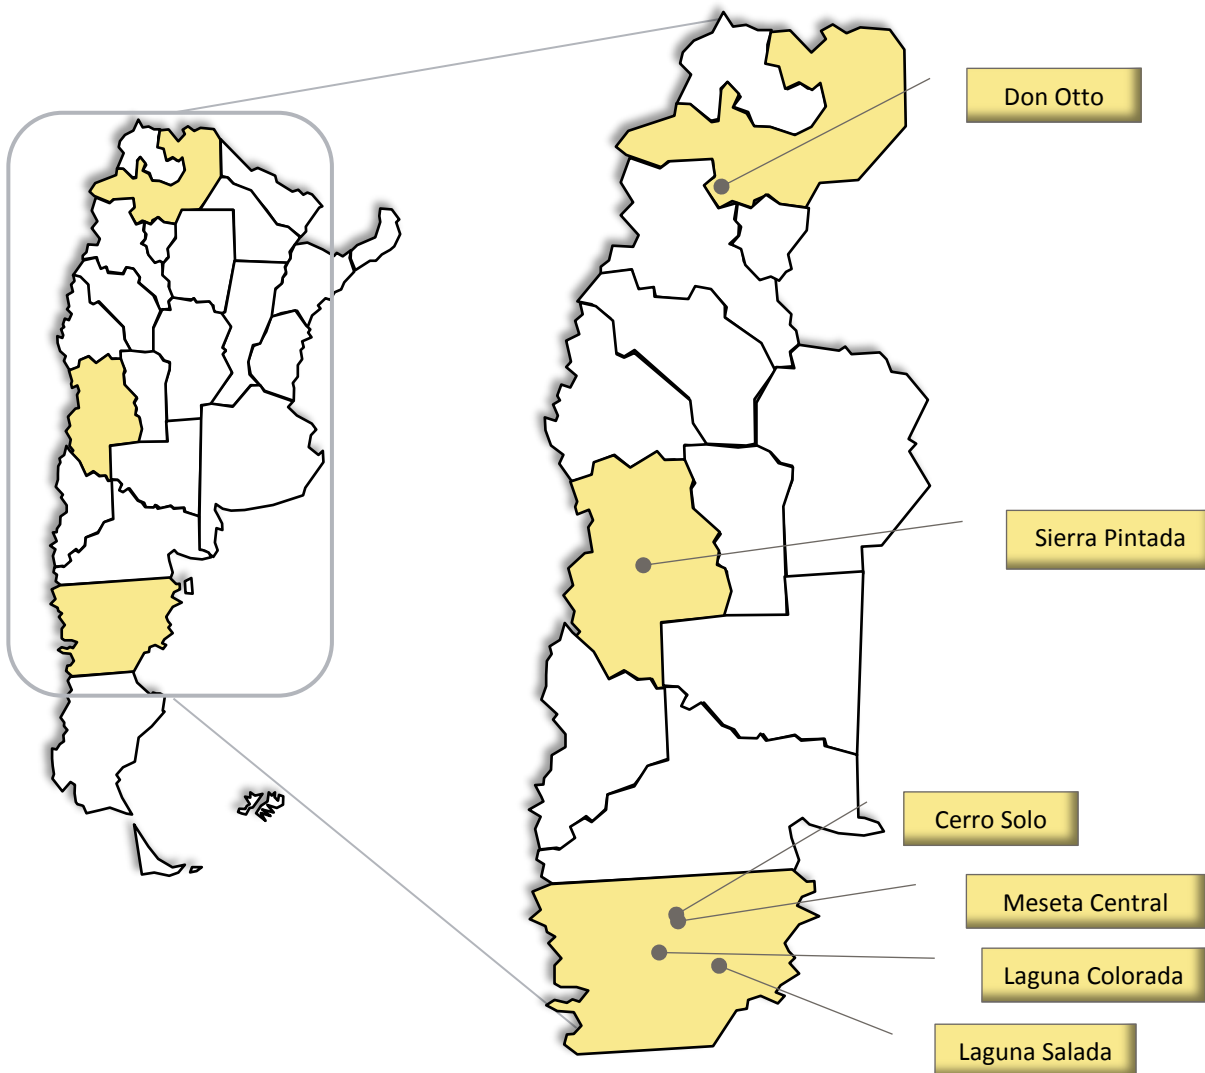 Don Otto
Sierra Pintada
Cerro Solo
Meseta Central
Laguna Colorada
Laguna Salada